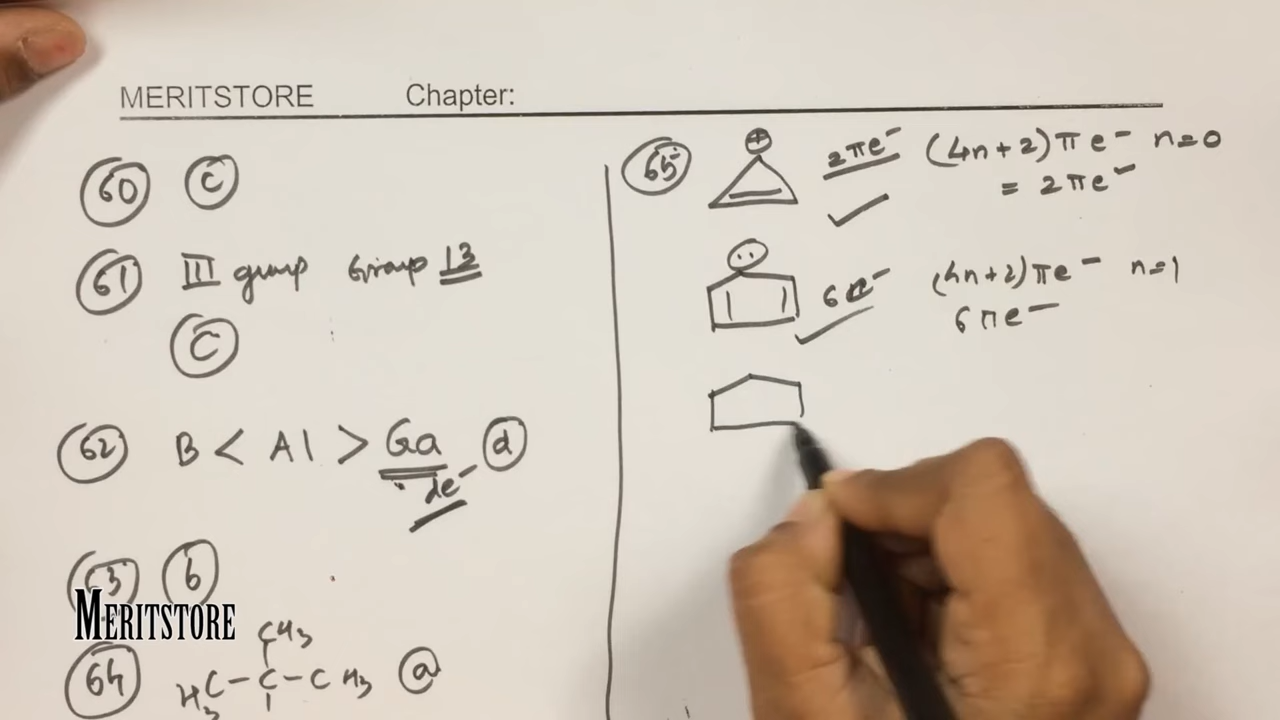 MERITSTORE Chapter:
60 C
61 III group Group 13
C
62 B < Al > Ga d
de⁻
63 b
MERITSTORE
CH3
64 H3C-C-CH3 a
65 ⊕ 2πe⁻ (4n+2)πe⁻ n=0
= 2πe⁻
6πe⁻ (4n+2)πe⁻ n=1
6πe⁻